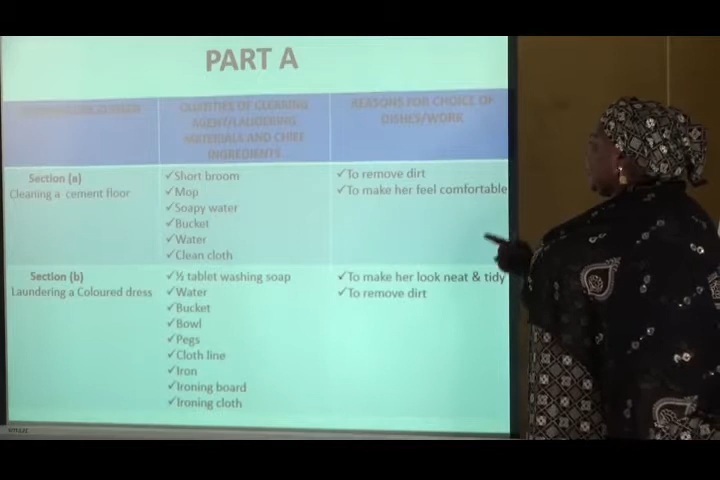 PART A
QUANTITIES OF CLEANING
AGENT/LAUDERING
MATERIALS AND CHIEF
INGREDIENTS
REASONS FOR CHOICE OF
DISHES/WORK
Section (a)
Cleaning a cement floor
✓Short broom
✓Mop
✓Soapy water
✓Bucket
✓Water
✓Clean cloth
✓To remove dirt
✓To make her feel comfortable
Section (b)
Laundering a Coloured dress
✓½ tablet washing soap
✓Water
✓Bucket
✓Bowl
✓Pegs
✓Cloth line
✓Iron
✓Ironing board
✓Ironing cloth
✓To make her look neat & tidy
✓To remove dirt